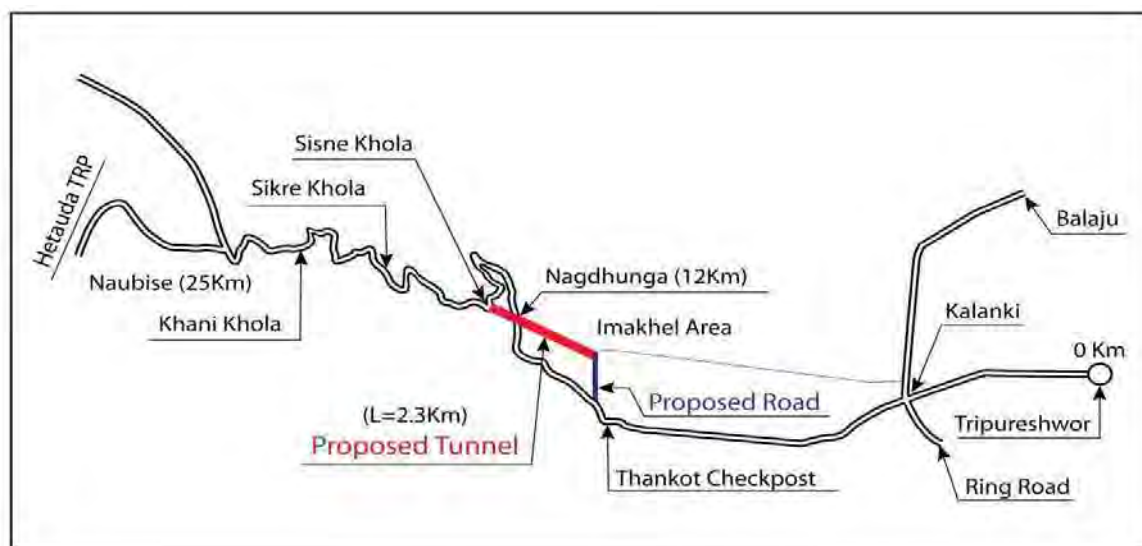 Sisne Khola
Sikre Khola
Hetauda TRP
Balaju
Naubise (25Km)
Nagdhunga (12Km)
Khani Khola
Imakhel Area
Kalanki
0 Km
(L=2.3Km)
Proposed Road
Proposed Tunnel
Tripureshwor
Thankot Checkpost
Ring Road